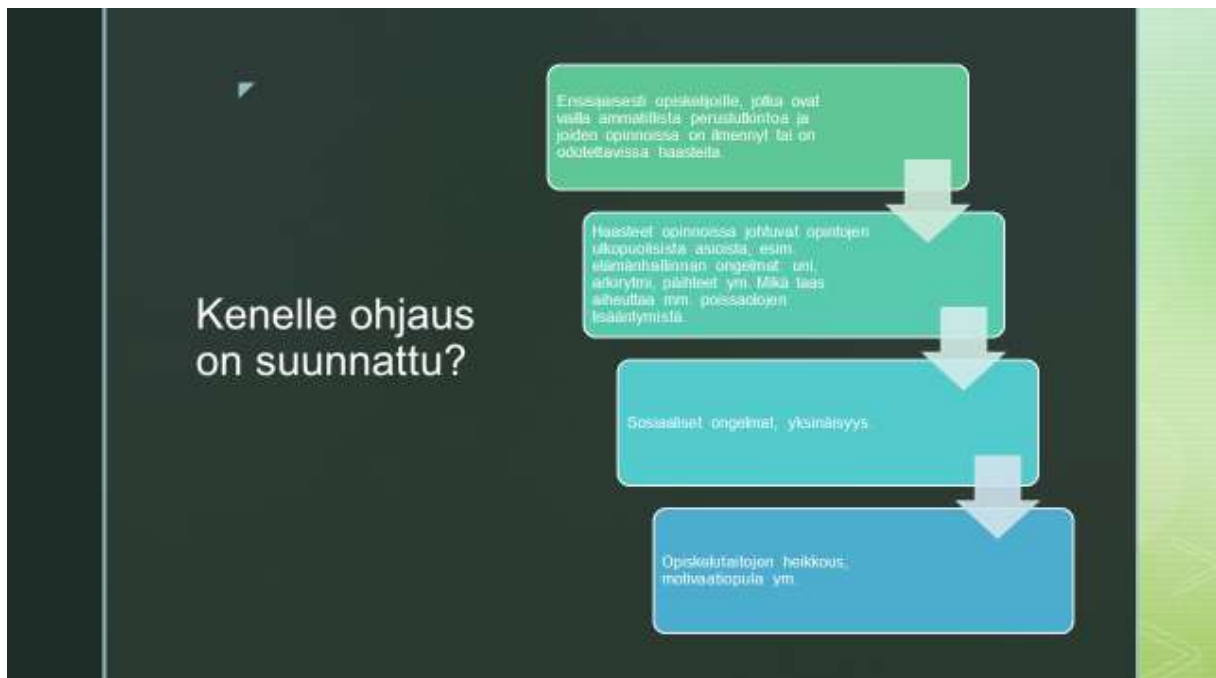 Kenelle ohjaus
on suunnattu?
Ensisijaisesti opiskelijoille, jotka ovat
vailla ammatillista perustutkintoa ja
joiden opinnoissa on ilmennyt tai on
odotettavissa haasteita.
Haasteet opinnoissa johtuvat opintojen
ulkopuolisista asioista, esim.
elämänhallinnan ongelmat: uni,
arkirytmi, päihteet ym. Mikä taas
aiheuttaa mm. poissaolojen
lisääntymistä.
Sosiaaliset ongelmat, yksinäisyys.
Opiskelutaitojen heikkous,
motivaatiopula ym.